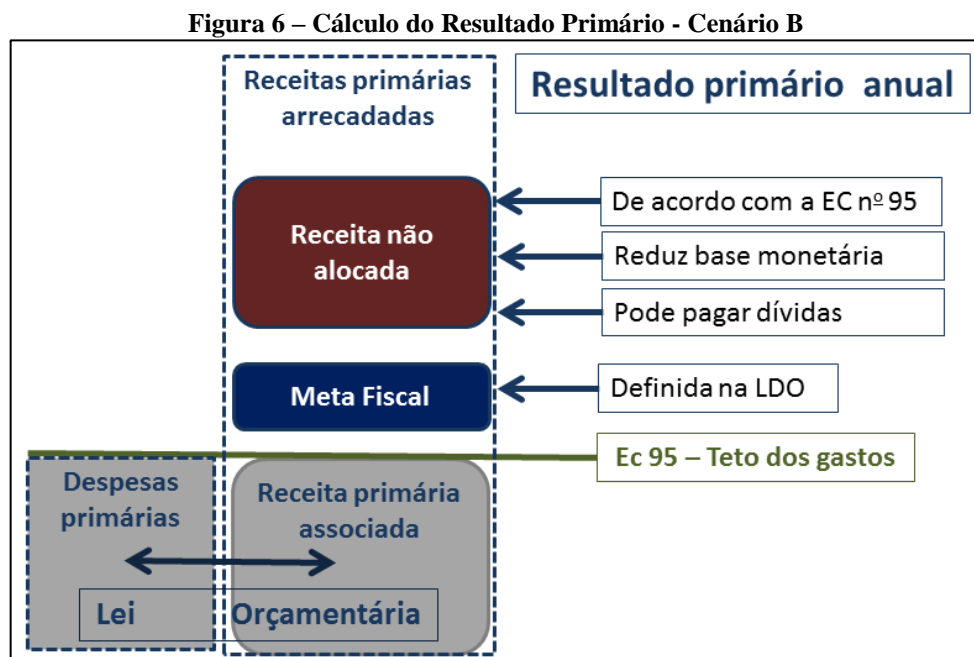 Figura 6 – Cálculo do Resultado Primário - Cenário B
Receitas primárias
arrecadadas
Resultado primário anual
Receita não
alocada
De acordo com a EC nº 95
Reduz base monetária
Pode pagar dívidas
Meta Fiscal
Definida na LDO
Ec 95 – Teto dos gastos
Despesas
primárias
Receita primária
associada
Lei Orçamentária